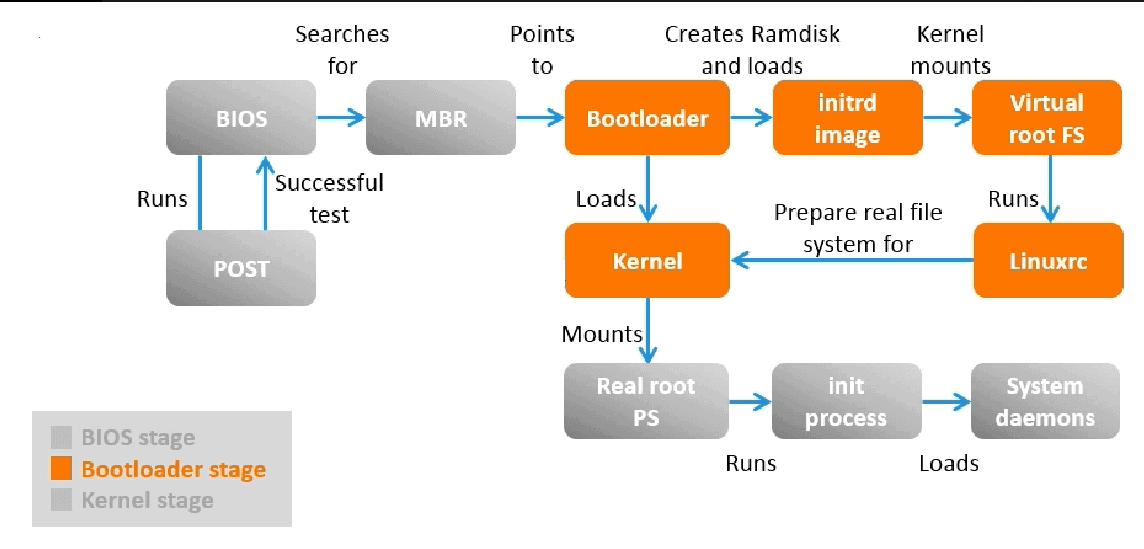 Searches
for
Points
to
Creates Ramdisk
and loads
Kernel
mounts
BIOS
MBR
Bootloader
initrd
image
Virtual
root FS
Runs
Successful
test
Loads
Prepare real file
system for
Runs
POST
Kernel
Linuxrc
Mounts
Real root
PS
init
process
System
daemons
Runs
Loads
BIOS stage
Bootloader stage
Kernel stage